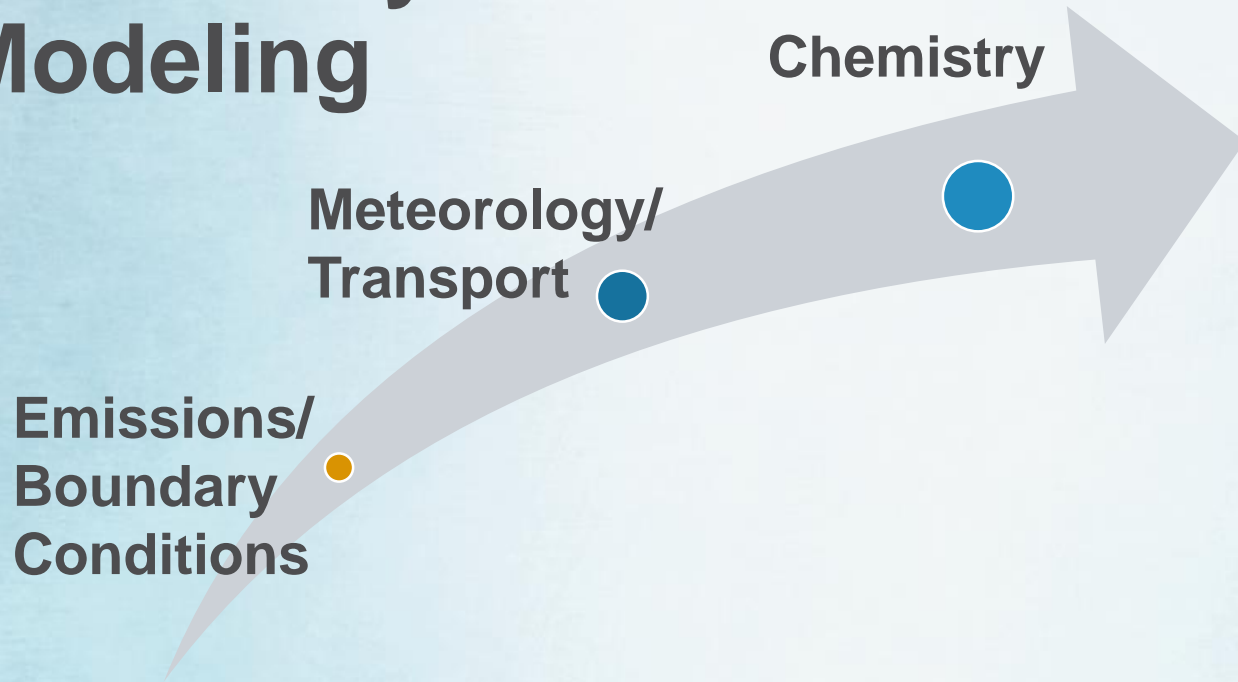 Modeling
Chemistry
Meteorology/
Transport
Emissions/
Boundary
Conditions